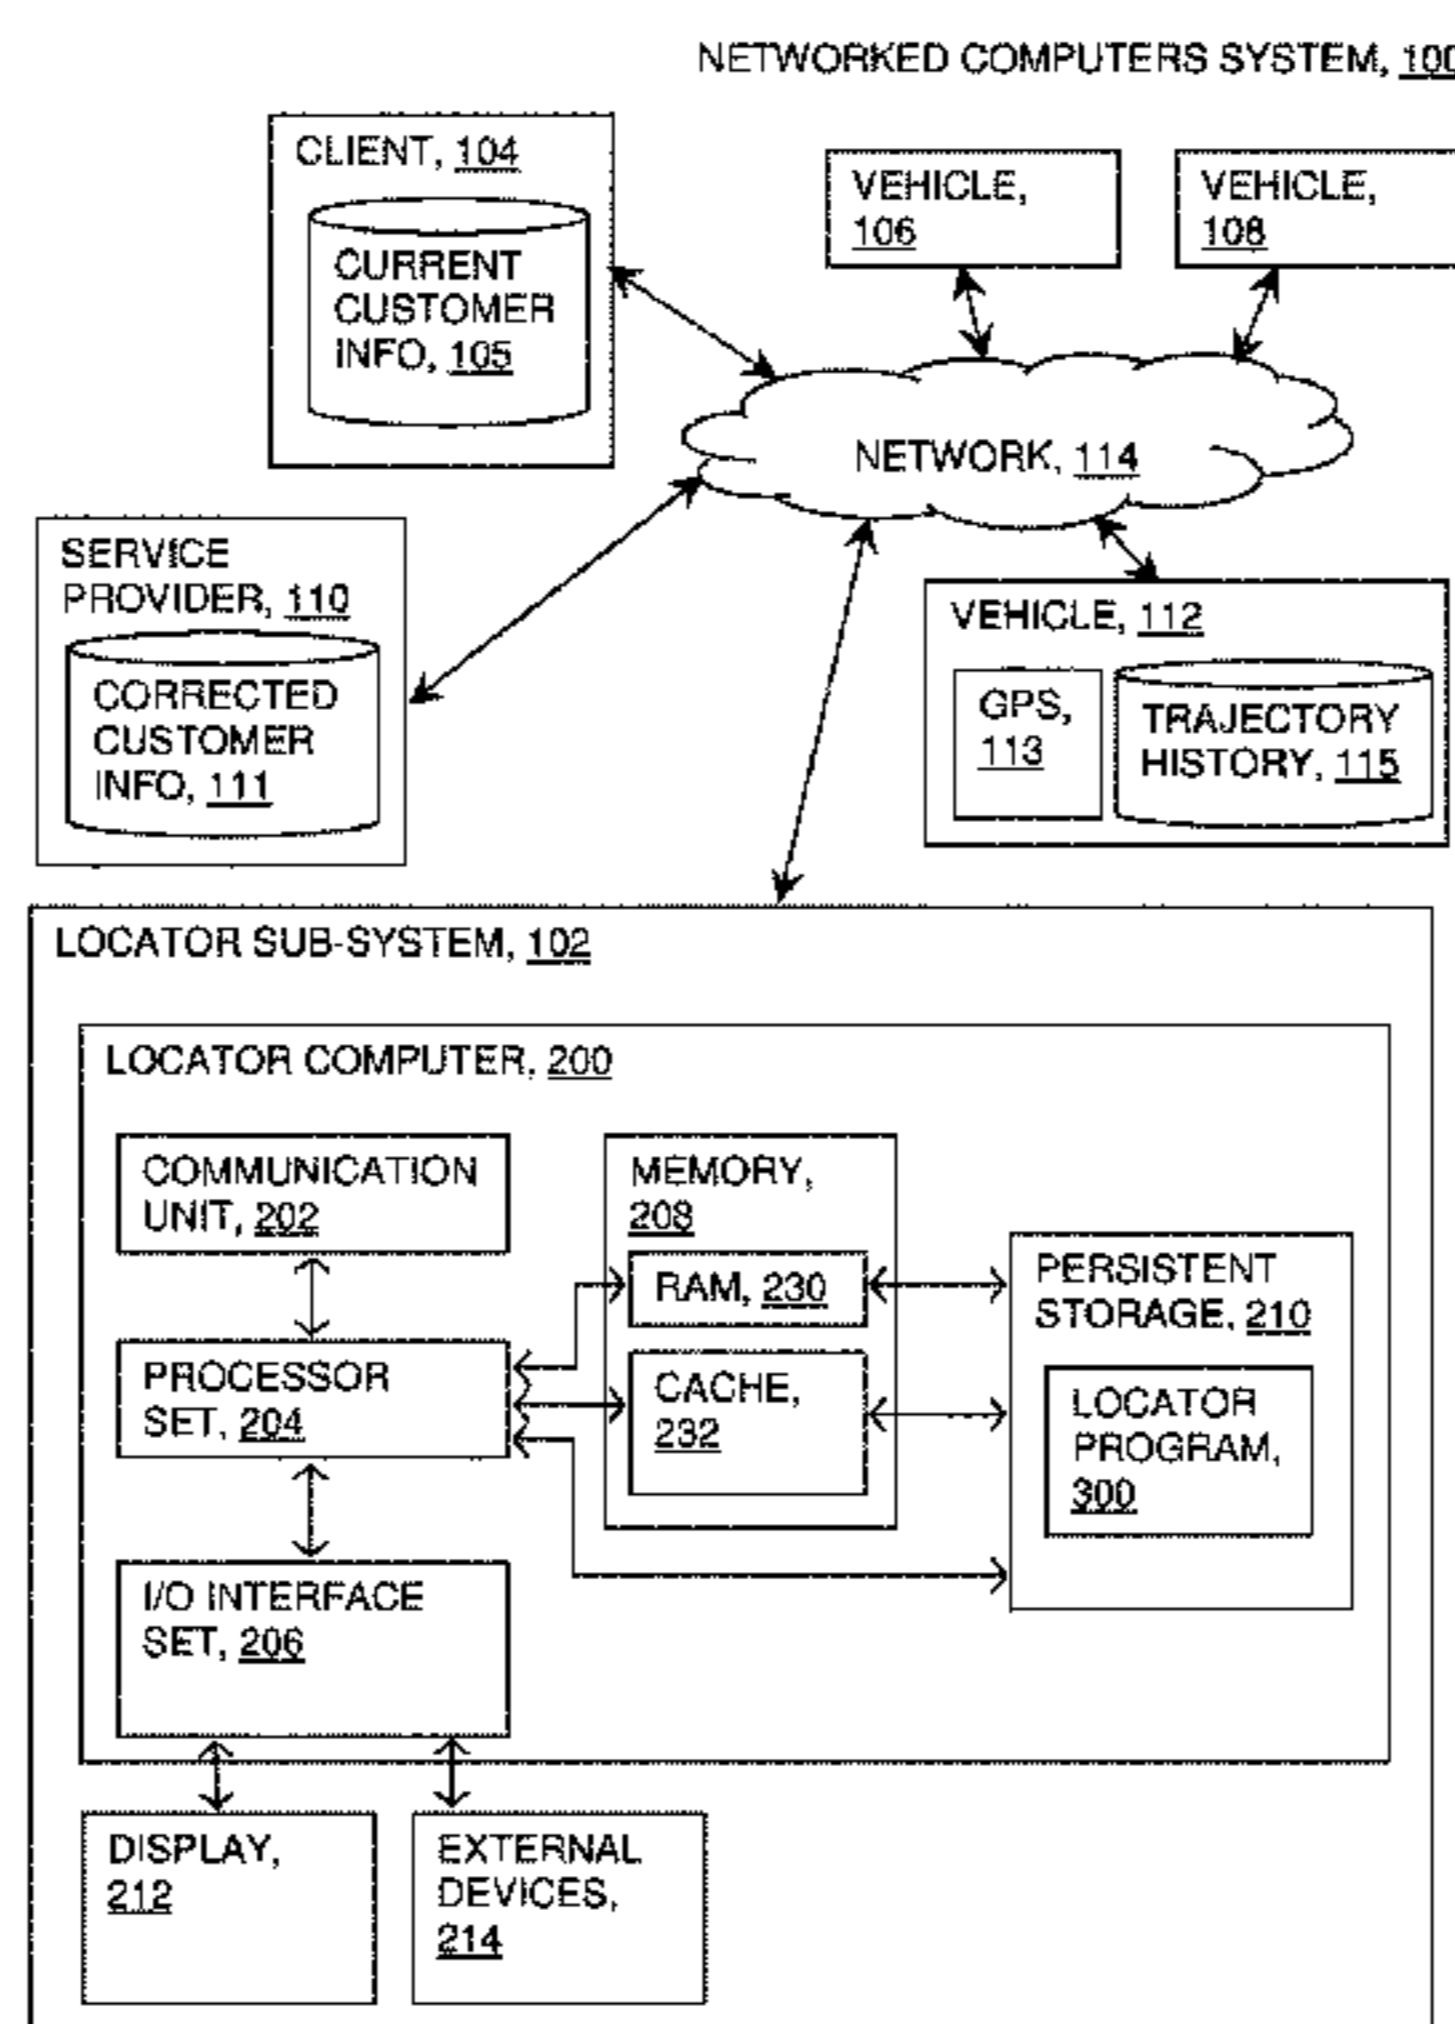 NETWORKED COMPUTERS SYSTEM, 100
CLIENT, 104
CURRENT
CUSTOMER
INFO, 105
VEHICLE,
106
VEHICLE,
108
NETWORK, 114
SERVICE
PROVIDER, 110
CORRECTED
CUSTOMER
INFO, 111
VEHICLE, 112
GPS,
113
TRAJECTORY
HISTORY, 115
LOCATOR SUB-SYSTEM, 102
LOCATOR COMPUTER, 200
COMMUNICATION
UNIT, 202
PROCESSOR
SET, 204
I/O INTERFACE
SET, 206
MEMORY,
208
RAM, 230
CACHE,
232
PERSISTENT
STORAGE, 210
LOCATOR
PROGRAM,
300
DISPLAY,
212
EXTERNAL
DEVICES,
214